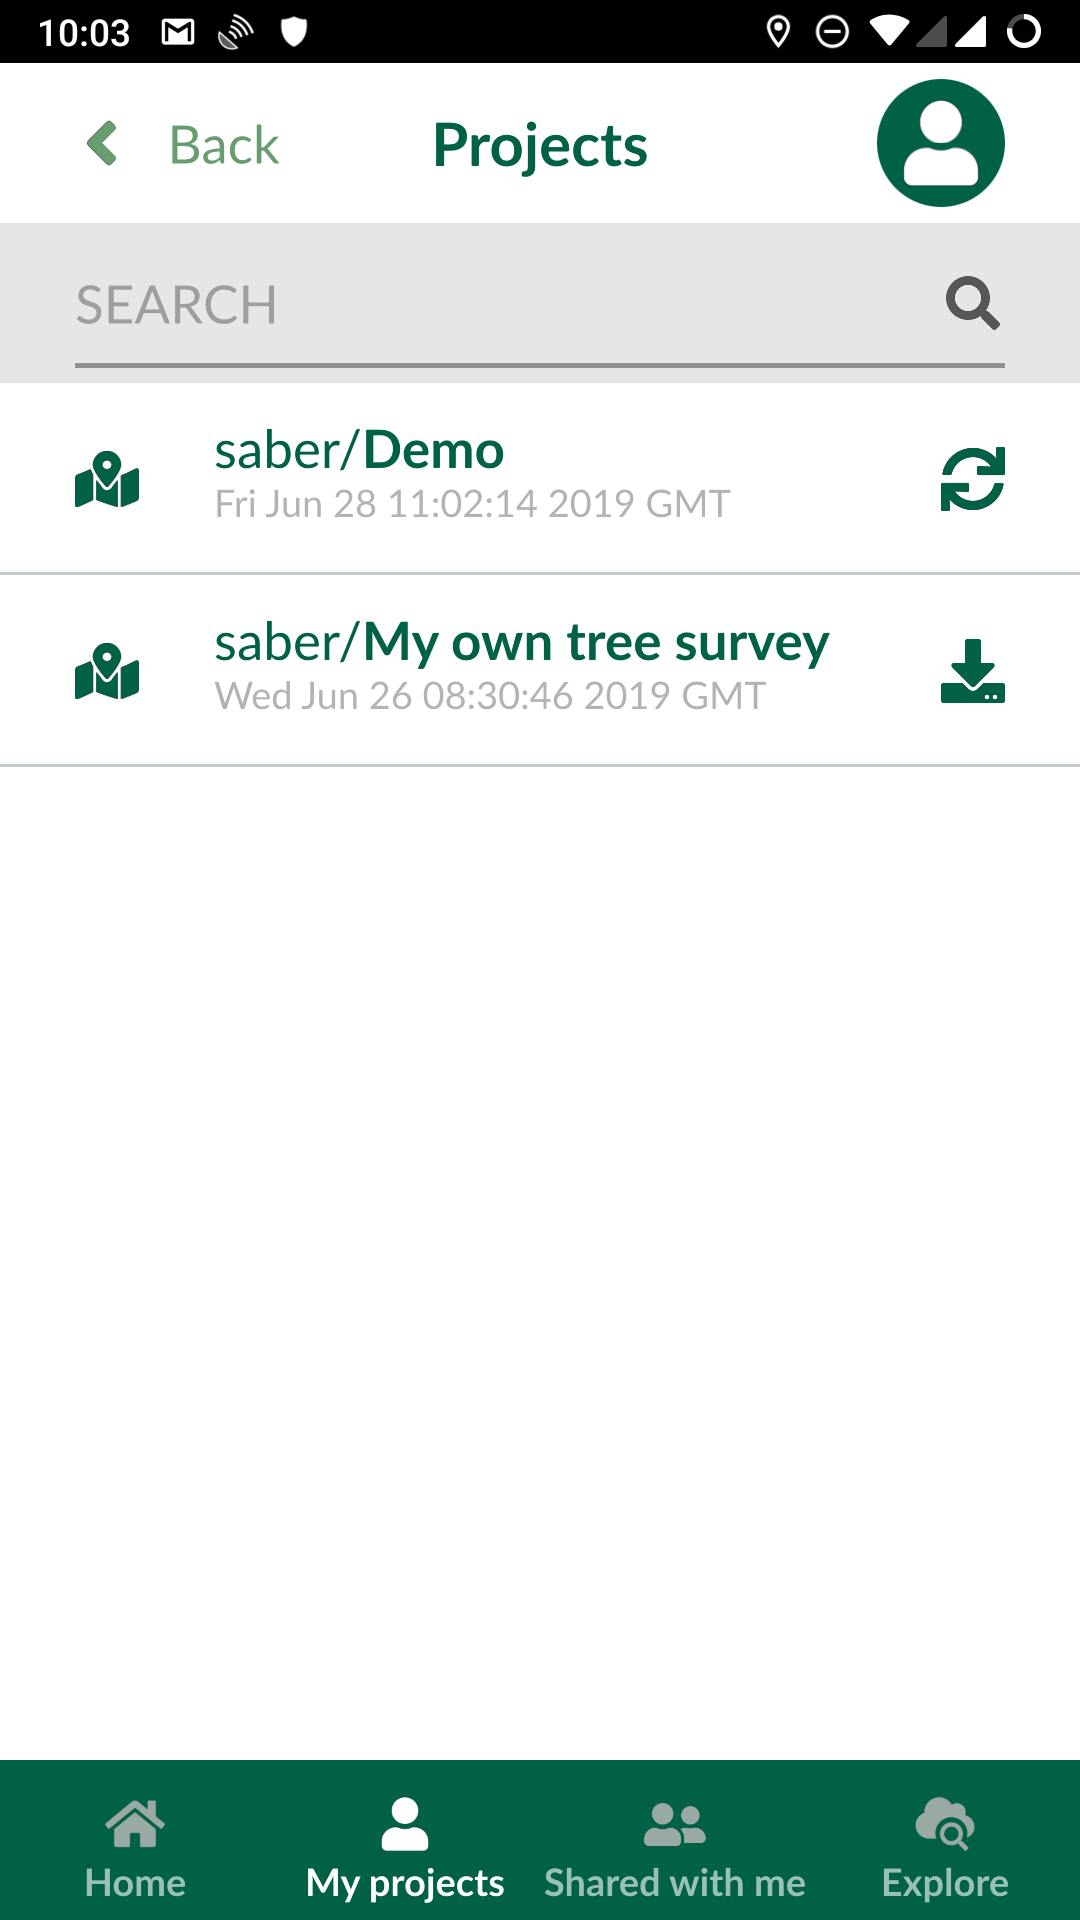 10:03
Back
Projects
SEARCH
saber/Demo
Fri Jun 28 11:02:14 2019 GMT
saber/My own tree survey
Wed Jun 26 08:30:46 2019 GMT
Home
My projects
Shared with me
Explore